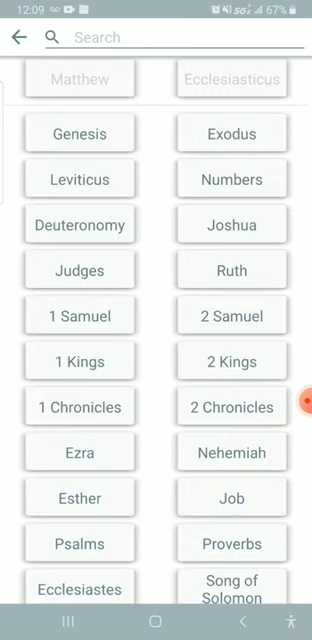 12:09
5G
67%
Search
Matthew
Ecclesiasticus
Genesis
Exodus
Leviticus
Numbers
Deuteronomy
Joshua
Judges
Ruth
1 Samuel
2 Samuel
1 Kings
2 Kings
1 Chronicles
2 Chronicles
Ezra
Nehemiah
Esther
Job
Psalms
Proverbs
Ecclesiastes
Song of
Solomon